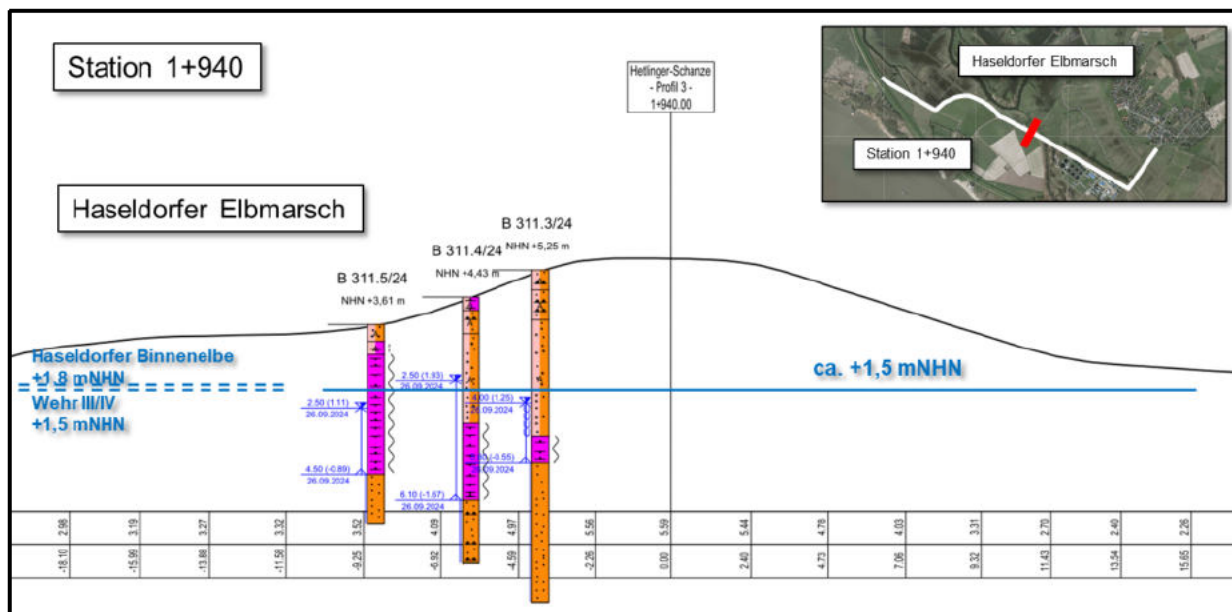 Station 1+940
Hetlinger-Schanze
- Profil 3 -
1+940.00
Haseldorfer Elbmarsch
Station 1+940
Haseldorfer Elbmarsch
B 311.3/24
NHN +5,25 m
B 311.4/24
NHN +4,43 m
B 311.5/24
NHN +3,61 m
Haseldorfer Binnenelbe
+1,8 mNHN
Wehr III/IV
+1,5 mNHN
ca. +1,5 mNHN
2.50 (1.93)
26.09.2024
2.50 (1.11)
26.09.2024
4.00 (1.25)
26.09.2024
4.50 (-0.89)
26.09.2024
(-0.55)
.09.2024
6.10 (-1.67)
26.09.2024
2.98 3.19 3.27 3.32 3.52 4.09 4.97 5.56 5.59 5.44 4.78 4.03 3.31 2.70 2.40 2.26
-18.10 -15.99 -13.88 -11.58 -9.25 -6.92 -4.59 -2.26 0.00 2.40 4.73 7.06 9.32 11.43 13.54 15.65